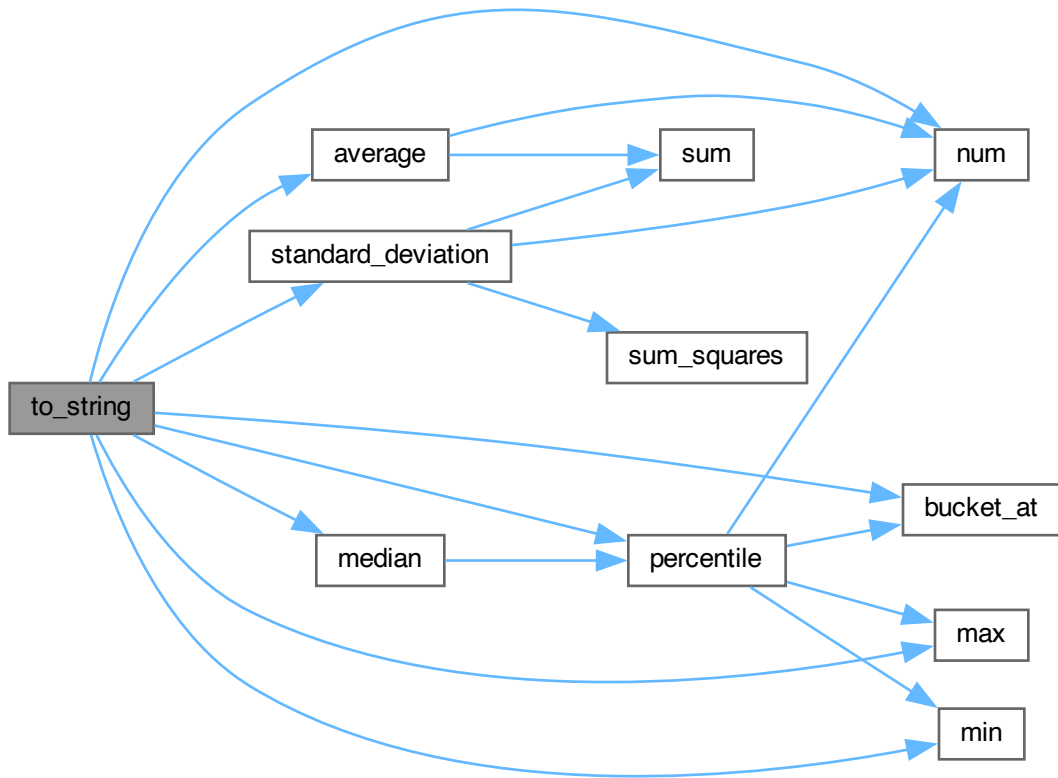 average
sum
num
standard_deviation
sum_squares
to_string
bucket_at
median
percentile
max
min